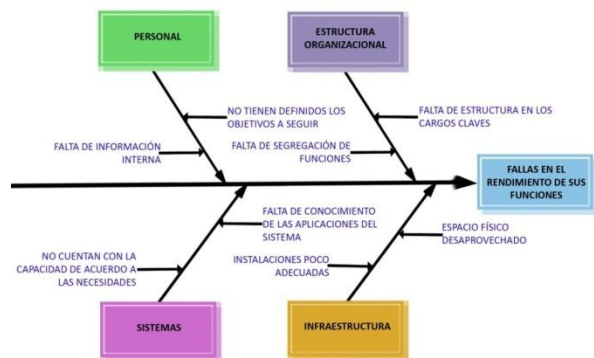 PERSONAL
ESTRUCTURA
ORGANIZACIONAL
NO TIENEN DEFINIDOS LOS
OBJETIVOS A SEGUIR
FALTA DE INFORMACIÓN
INTERNA
FALTA DE ESTRUCTURA EN LOS
CARGOS CLAVES
FALTA DE SEGREGACIÓN DE
FUNCIONES
FALLAS EN EL
RENDIMIENTO DE SUS
FUNCIONES
FALTA DE CONOCIMIENTO
DE LAS APLICACIONES DEL
SISTEMA
NO CUENTAN CON LA
CAPACIDAD DE ACUERDO A
LAS NECESIDADES
ESPACIO FÍSICO
DESAPROVECHADO
INSTALACIONES POCO
ADECUADAS
SISTEMAS
INFRAESTRUCTURA